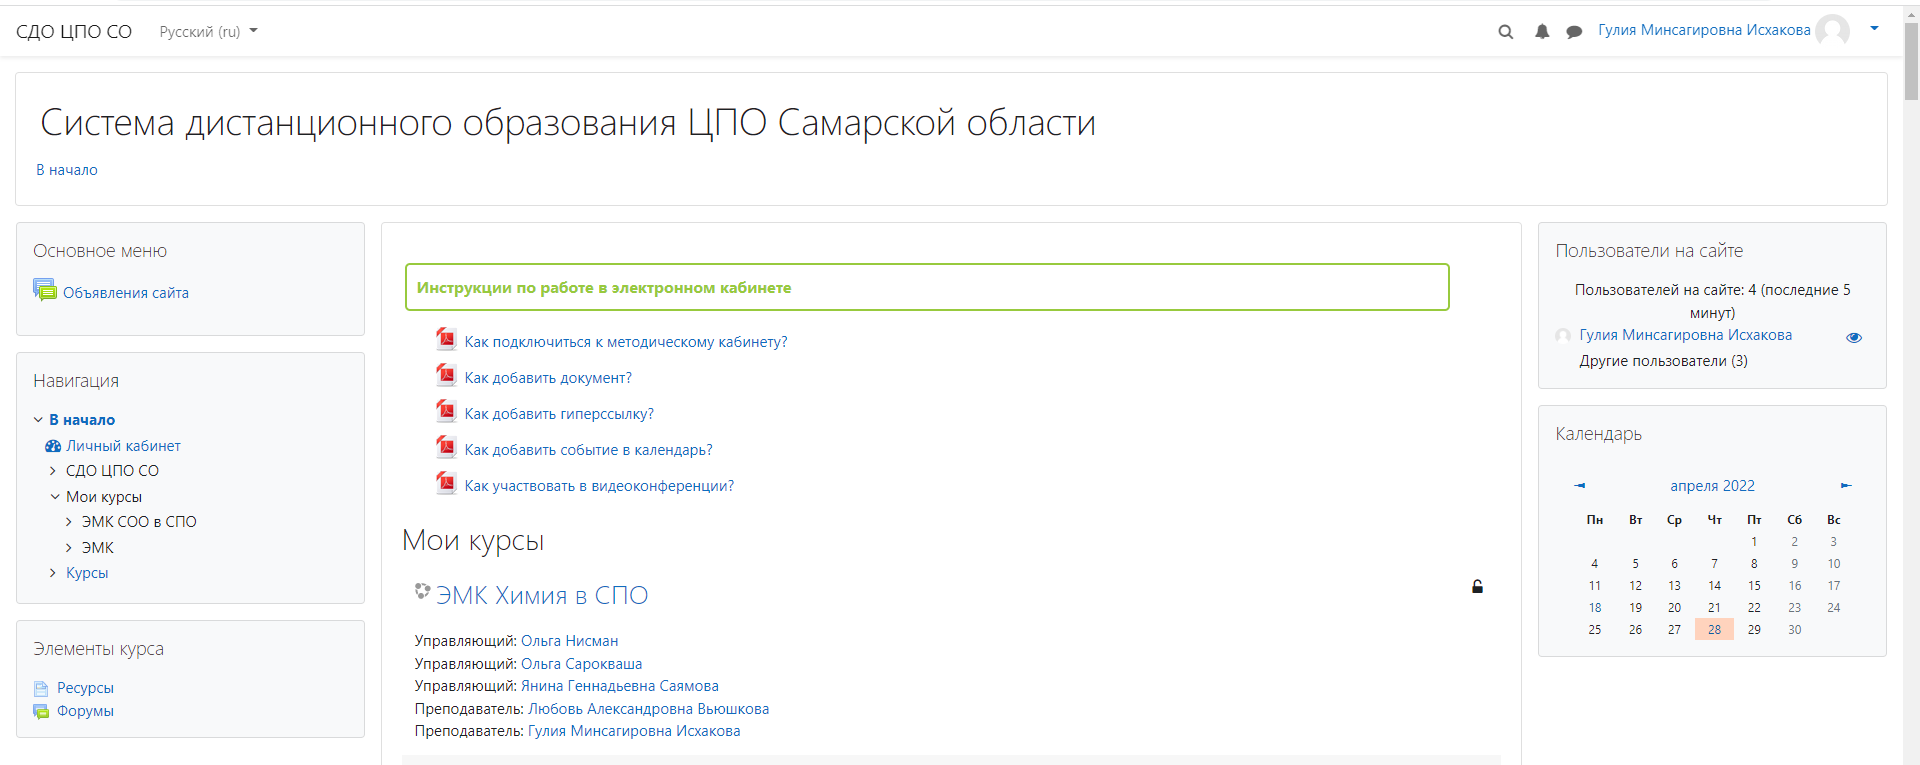 СДО ЦПО СО
Русский (ru)
Гулия Минсагировна Исхакова
Система дистанционного образования ЦПО Самарской области
В начало
Основное меню
Объявления сайта
Навигация
В начало
Личный кабинет
СДО ЦПО СО
Мои курсы
ЭМК СОО в СПО
ЭМК
Курсы
Элементы курса
Ресурсы
Форумы
Инструкции по работе в электронном кабинете
Как подключиться к методическому кабинету?
Как добавить документ?
Как добавить гиперссылку?
Как добавить событие в календарь?
Как участвовать в видеоконференции?
Мои курсы
ЭМК Химия в СПО
Управляющий: Ольга Нисман
Управляющий: Ольга Сарокваша
Управляющий: Янина Геннадьевна Саямова
Преподаватель: Любовь Александровна Вьюшкова
Преподаватель: Гулия Минсагировна Исхакова
Пользователи на сайте
Пользователей на сайте: 4 (последние 5
минут)
Гулия Минсагировна Исхакова
Другие пользователи (3)
Календарь
апреля 2022
Пн Вт Ср Чт Пт Сб Вс
1 2 3
4 5 6 7 8 9 10
11 12 13 14 15 16 17
18 19 20 21 22 23 24
25 26 27 28 29 30